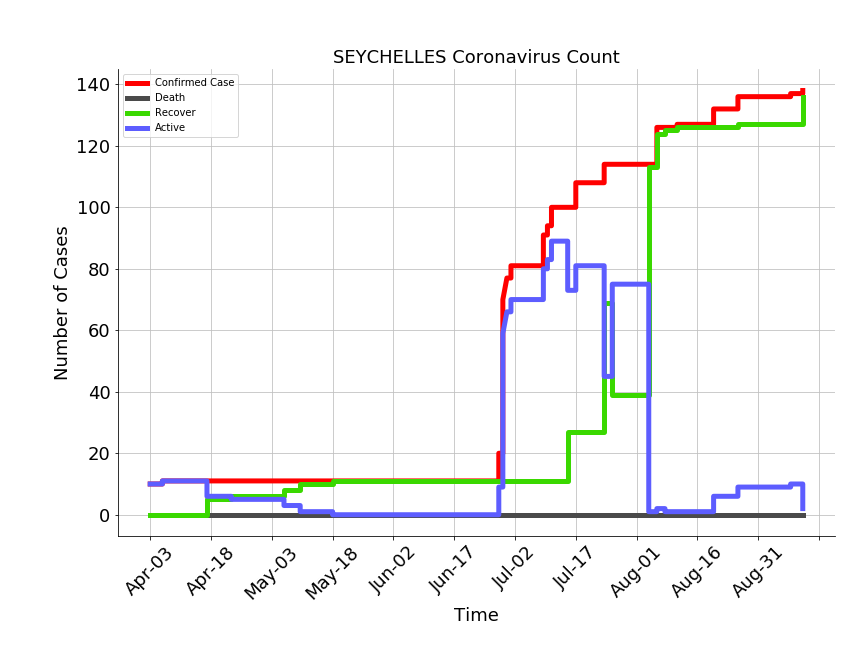 SEYCHELLES Coronavirus Count
Confirmed Case
Death
Recover
Active
140
120
100
80
60
40
20
0
Number of Cases
Apr-03
Apr-18
May-03
May-18
Jun-02
Jun-17
Jul-02
Jul-17
Aug-01
Aug-16
Aug-31
Time